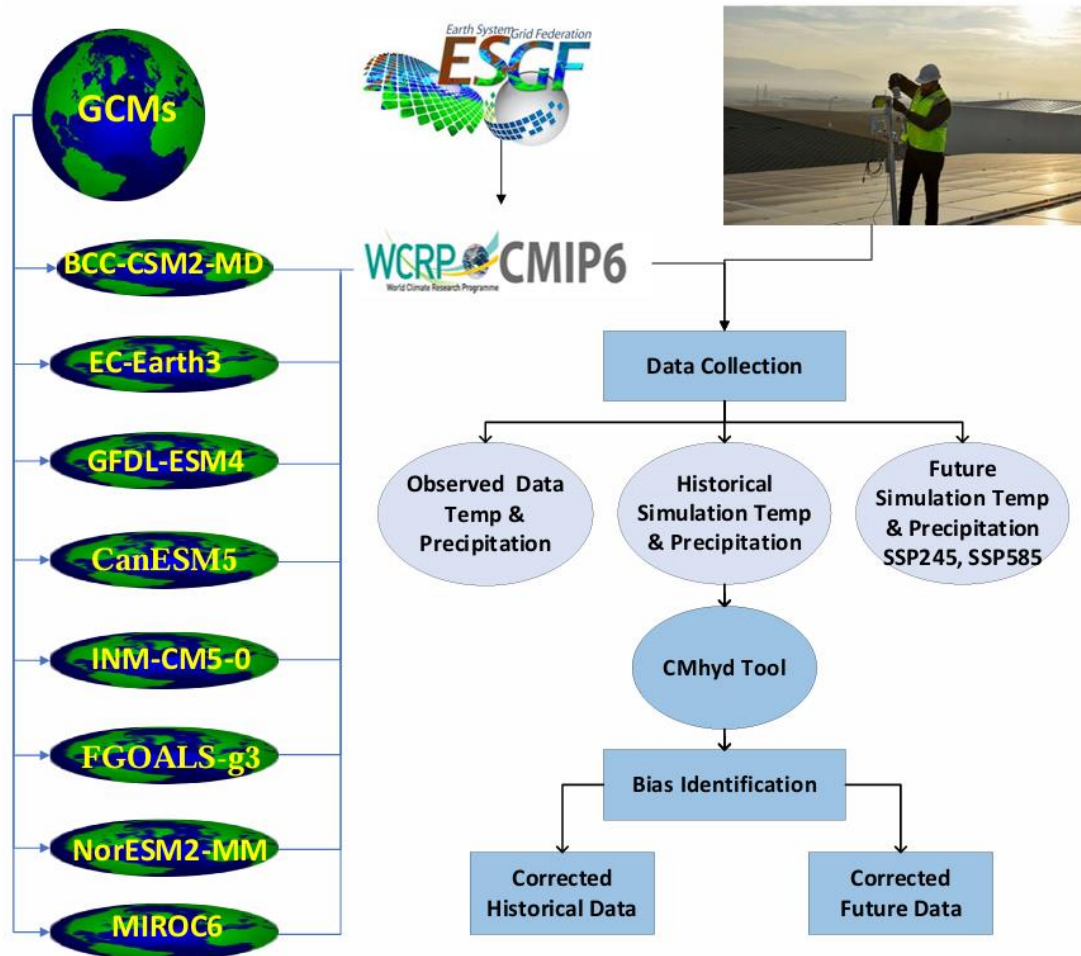 GCMs
Earth System Grid Federation
ESGF
WCRP CMIP6
World Climate Research Programme
BCC-CSM2-MD
EC-Earth3
GFDL-ESM4
CanESM5
INM-CM5-0
FGOALS-g3
NorESM2-MM
MIROC6
Data Collection
Observed Data
Temp &
Precipitation
Historical
Simulation Temp
& Precipitation
Future
Simulation Temp
& Precipitation
SSP245, SSP585
CMhyd Tool
Bias Identification
Corrected
Historical Data
Corrected
Future Data